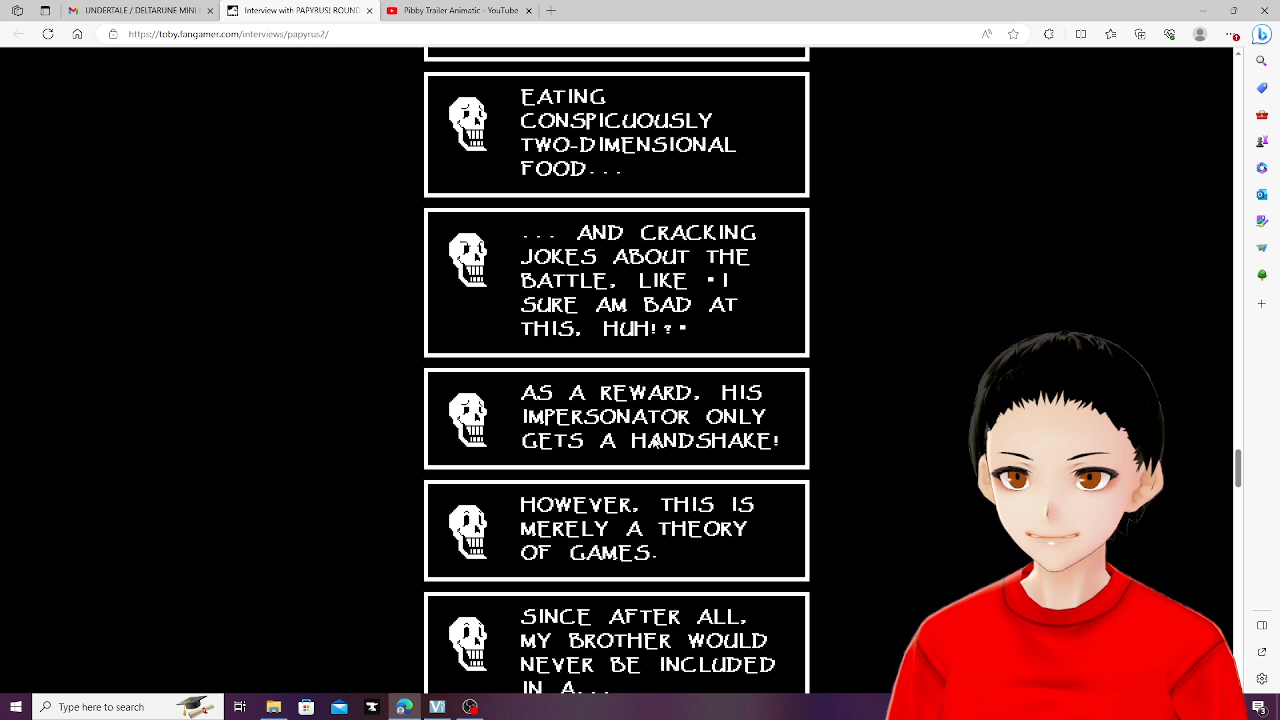 UNDERTALE / DELTARUNE MINI
Interview with PAPYRUS! ROUND
Pibby Trailer Animatic - YouTube
https://toby.fangamer.com/interviews/papyrus2/
EATING
CONSPICUOUSLY
TWO-DIMENSIONAL
FOOD...
... AND CRACKING
JOKES ABOUT THE
BATTLE, LIKE "I
SURE AM BAD AT
THIS, HUH!?"
AS A REWARD, HIS
IMPERSONATOR ONLY
GETS A HANDSHAKE!
HOWEVER, THIS IS
MERELY A THEORY
OF GAMES.
SINCE AFTER ALL,
MY BROTHER WOULD
NEVER BE INCLUDED
IN A...
Type here to search